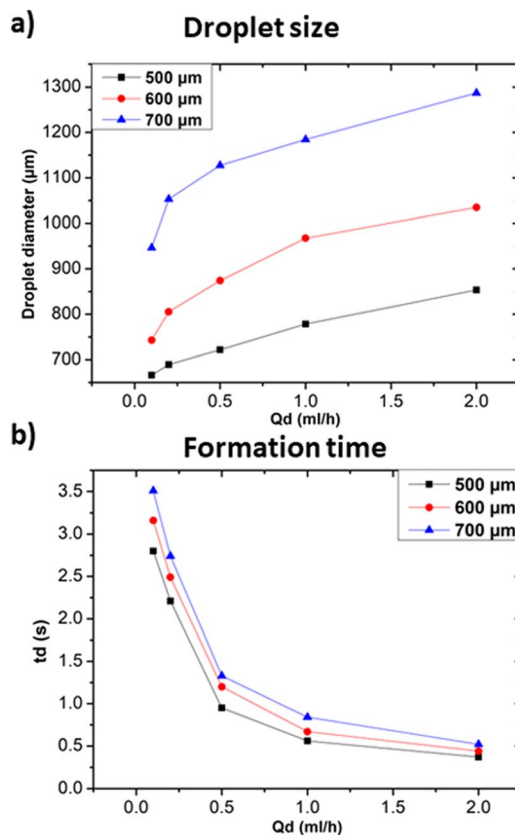 a)
Droplet size
500 µm
600 µm
700 µm
1300
1200
1100
1000
900
800
700
Droplet diameter (µm)
0.0 0.5 1.0 1.5 2.0
Qd (ml/h)
b)
Formation time
500 µm
600 µm
700 µm
3.5
3.0
2.5
2.0
1.5
1.0
0.5
0.0
td (s)
0.0 0.5 1.0 1.5 2.0
Qd (ml/h)